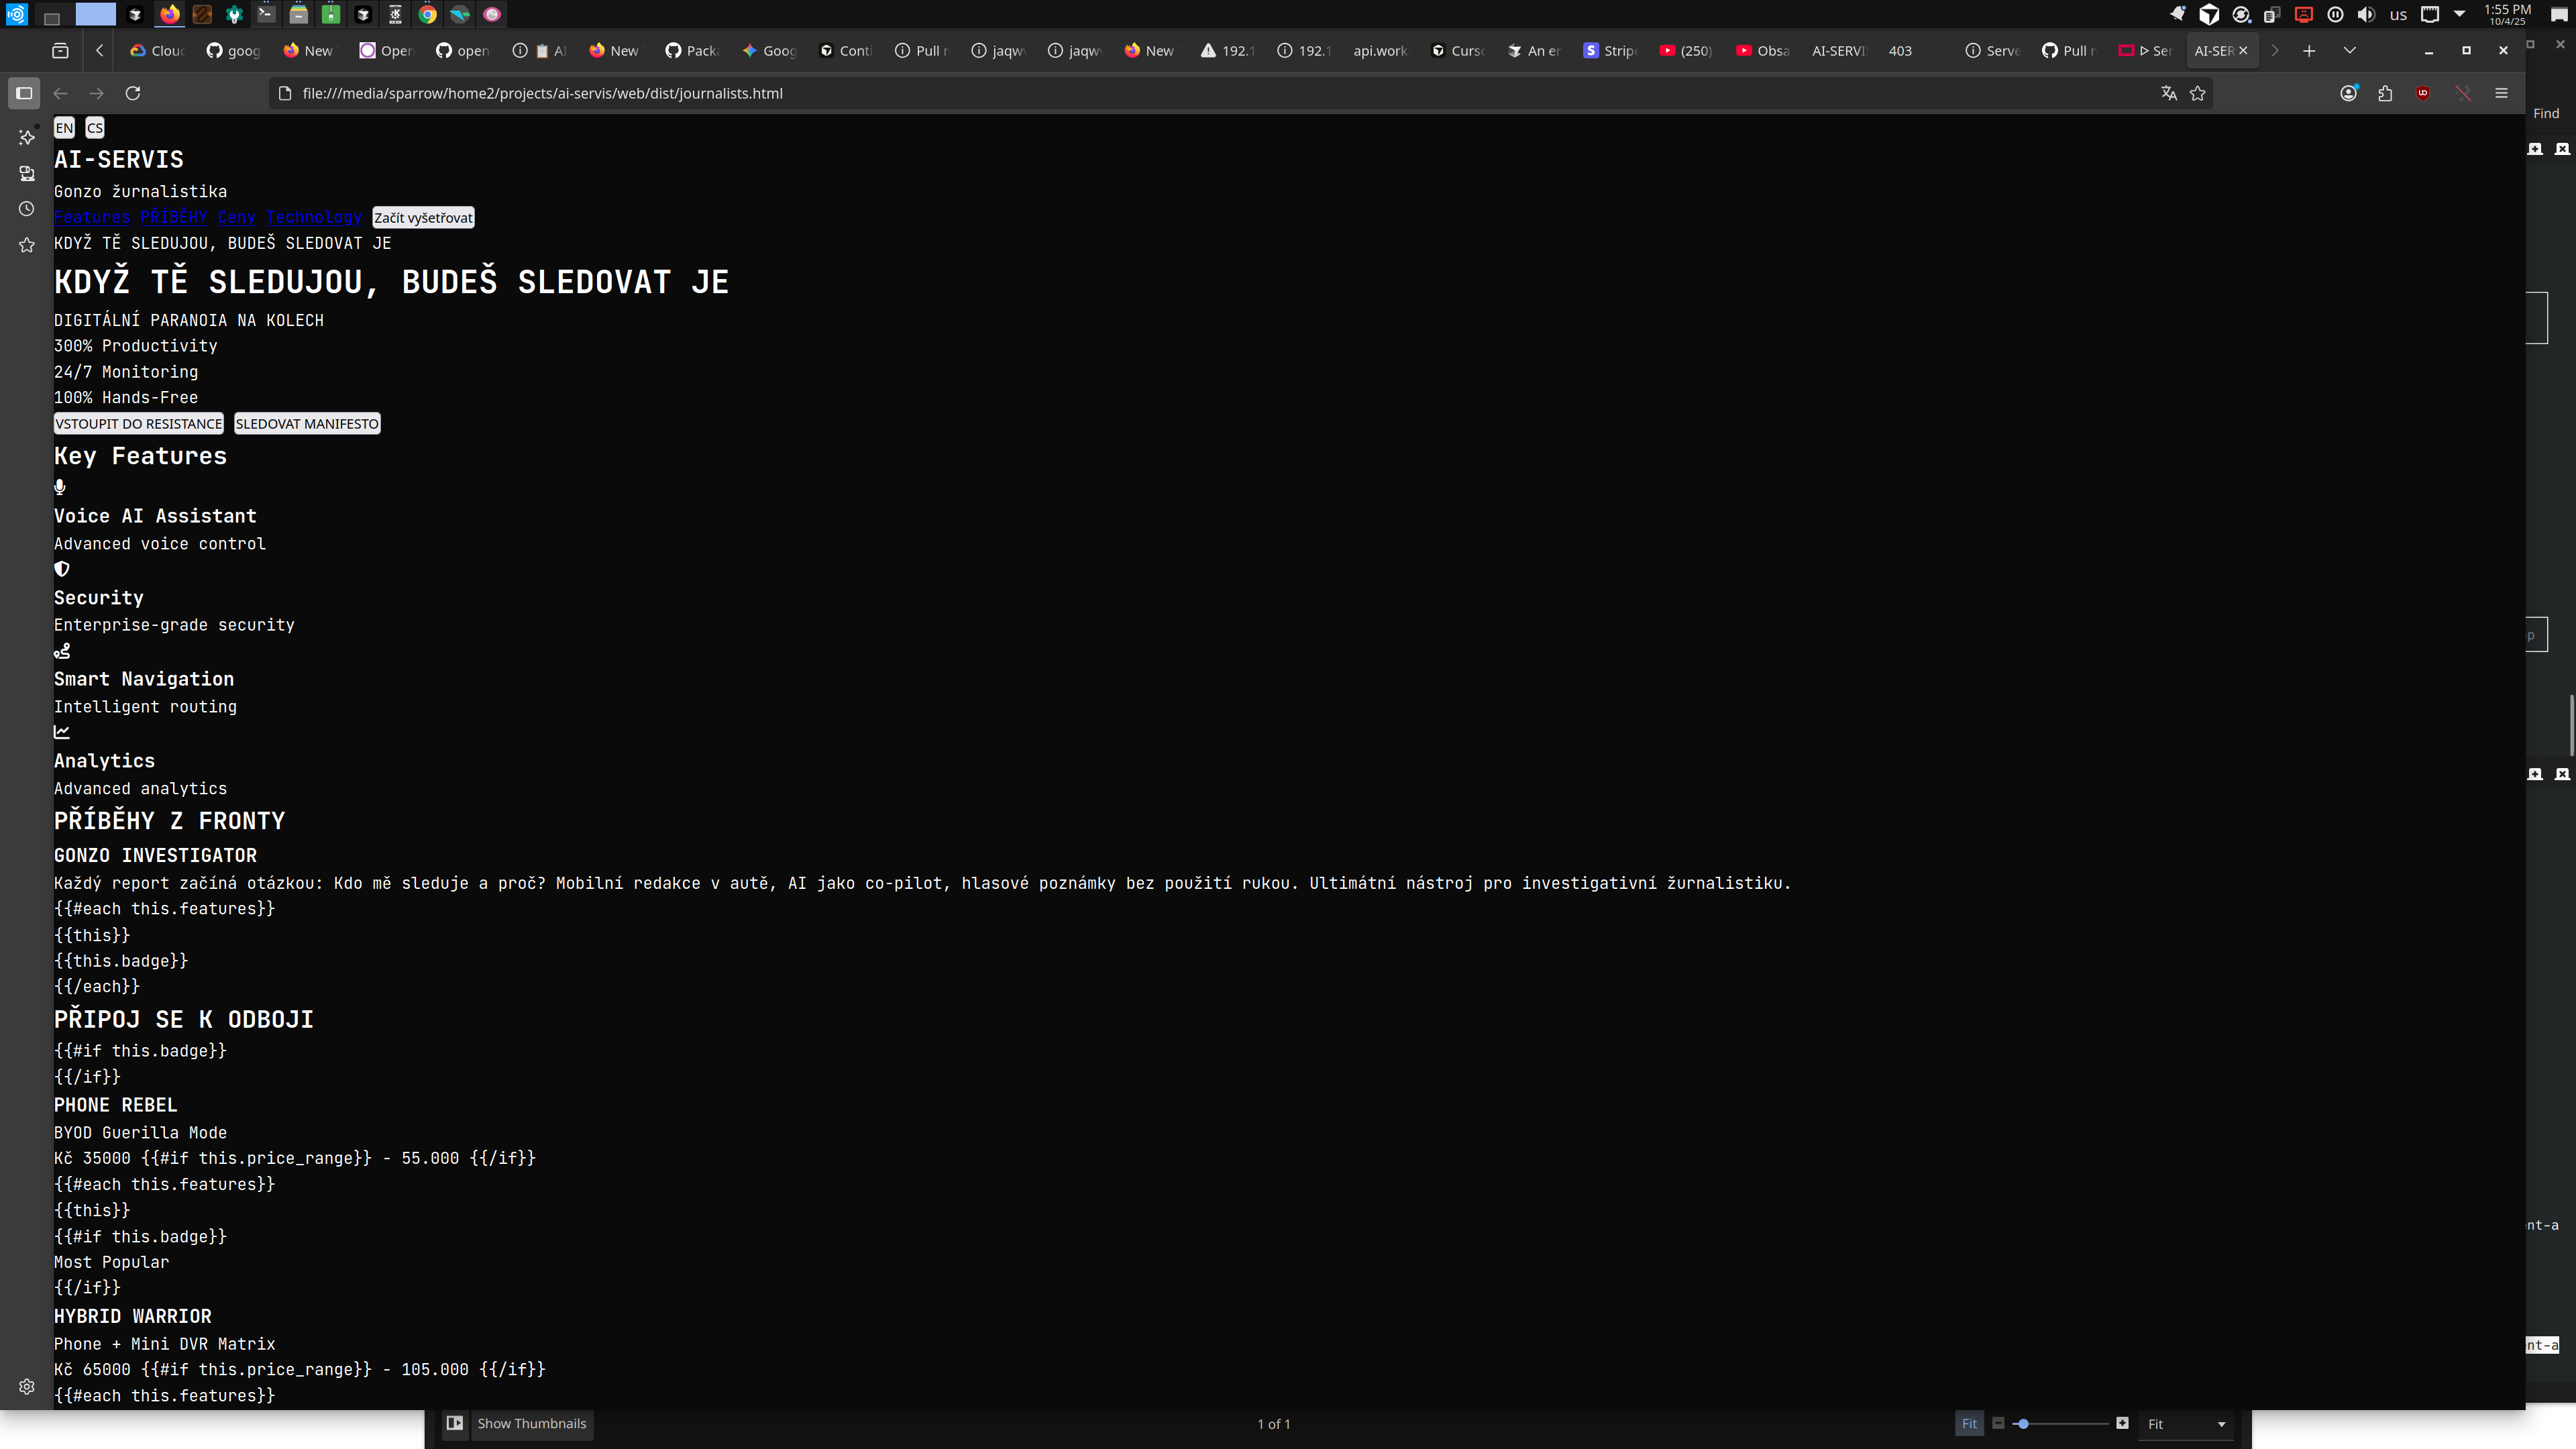 us
1:55 PM
10/4/25
Clou
goog
New
Open
open
AI
New
Packa
Goog
Conti
Pull r
jaqw
jaqw
New
192.1
192.1
api.work
Curso
An er
Strip
(250)
Obsa
AI-SERVI
403
Serve
Pull r
Ser
AI-SER
file:///media/sparrow/home2/projects/ai-servis/web/dist/journalists.html
Find
EN CS
AI-SERVIS
Gonzo žurnalistika
Features PŘÍBĚHY Ceny Technology Začít vyšetřovat
KDYŽ TĚ SLEDUJOU, BUDEŠ SLEDOVAT JE
KDYŽ TĚ SLEDUJOU, BUDEŠ SLEDOVAT JE
DIGITÁLNÍ PARANOIA NA KOLECH
300% Productivity
24/7 Monitoring
100% Hands-Free
VSTOUPIT DO RESISTANCE SLEDOVAT MANIFESTO
Key Features
Voice AI Assistant
Advanced voice control
Security
Enterprise-grade security
Smart Navigation
Intelligent routing
Analytics
Advanced analytics
PŘÍBĚHY Z FRONTY
GONZO INVESTIGATOR
Každý report začíná otázkou: Kdo mě sleduje a proč? Mobilní redakce v autě, AI jako co-pilot, hlasové poznámky bez použití rukou. Ultimátní nástroj pro investigativní žurnalistiku.
{{#each this.features}}
{{this}}
{{this.badge}}
{{/each}}
PŘIPOJ SE K ODBOJI
{{#if this.badge}}
{{/if}}
PHONE REBEL
BYOD Guerilla Mode
Kč 35000 {{#if this.price_range}} - 55.000 {{/if}}
{{#each this.features}}
{{this}}
{{#if this.badge}}
Most Popular
{{/if}}
HYBRID WARRIOR
Phone + Mini DVR Matrix
Kč 65000 {{#if this.price_range}} - 105.000 {{/if}}
{{#each this.features}}
p
nt-a
nt-a
Show Thumbnails
1 of 1
Fit
Fit